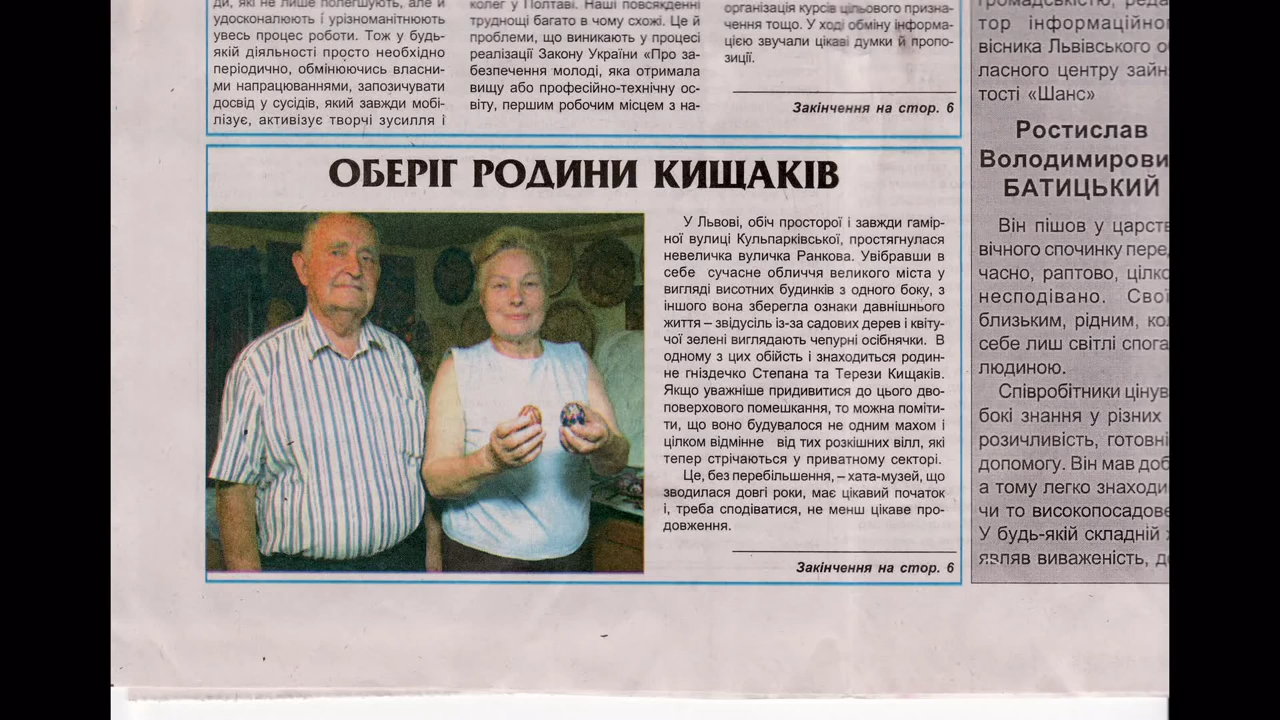 ди, які не лише полегшують, але й
удосконалюють і урізноманітнюють
увесь процес роботи. Тож у будь-
якій діяльності просто необхідно
періодично, обмінюючись власни-
ми напрацюваннями, запозичувати
досвід у сусідів, який завжди мобі-
лізує, активізує творчі зусилля і
колег у Полтаві. Наші повсякденні
труднощі багато в чому схожі. Це й
проблеми, що виникають у процесі
реалізації Закону України «Про за-
безпечення молоді, яка отримала
вищу або професійно-технічну ос-
віту, першим робочим місцем з на-
організація курсів цільового призна-
чення тощо. У ході обміну інформа-
цією звучали цікаві думки й пропо-
зиції.
Закінчення на стор. 6
ОБЕРІГ РОДИНИ КИЩАКІВ
У Львові, обіч просторої і завжди гамір-
ної вулиці Кульпарківської, простягнулася
невеличка вуличка Ранкова. Увібравши в
себе сучасне обличчя великого міста у
вигляді висотних будинків з одного боку, з
іншого вона зберегла ознаки давнішнього
життя – звідусіль із-за садових дерев і квіту-
чої зелені виглядають чепурні осібнячки. В
одному з цих обійсть і знаходиться родин-
не гніздечко Степана та Терези Кищаків.
Якщо уважніше придивитися до цього дво-
поверхового помешкання, то можна поміти-
ти, що воно будувалося не одним махом і
цілком відмінне від тих розкішних вілл, які
тепер стрічаються у приватному секторі.
Це, без перебільшення, – хата-музей, що
зводилася довгі роки, має цікавий початок
і, треба сподіватися, не менш цікаве про-
довження.
Закінчення на стор. 6
громадськістю, реда
тор інформаційног
вісника Львівського о
ласного центру зайн
тості «Шанс»
Ростислав
Володимирови
БАТИЦЬКИЙ
Він пішов у царств
вічного спочинку перед
часно, раптово, цілко
несподівано. Свої
близьким, рідним, кол
себе лиш світлі спога
людиною.
Співробітники цінув
бокі знання у різних
розичливість, готовні
допомогу. Він мав доб
а тому легко знаходи
чи то високопосадове
У будь-якій складній
являв виваженість, до